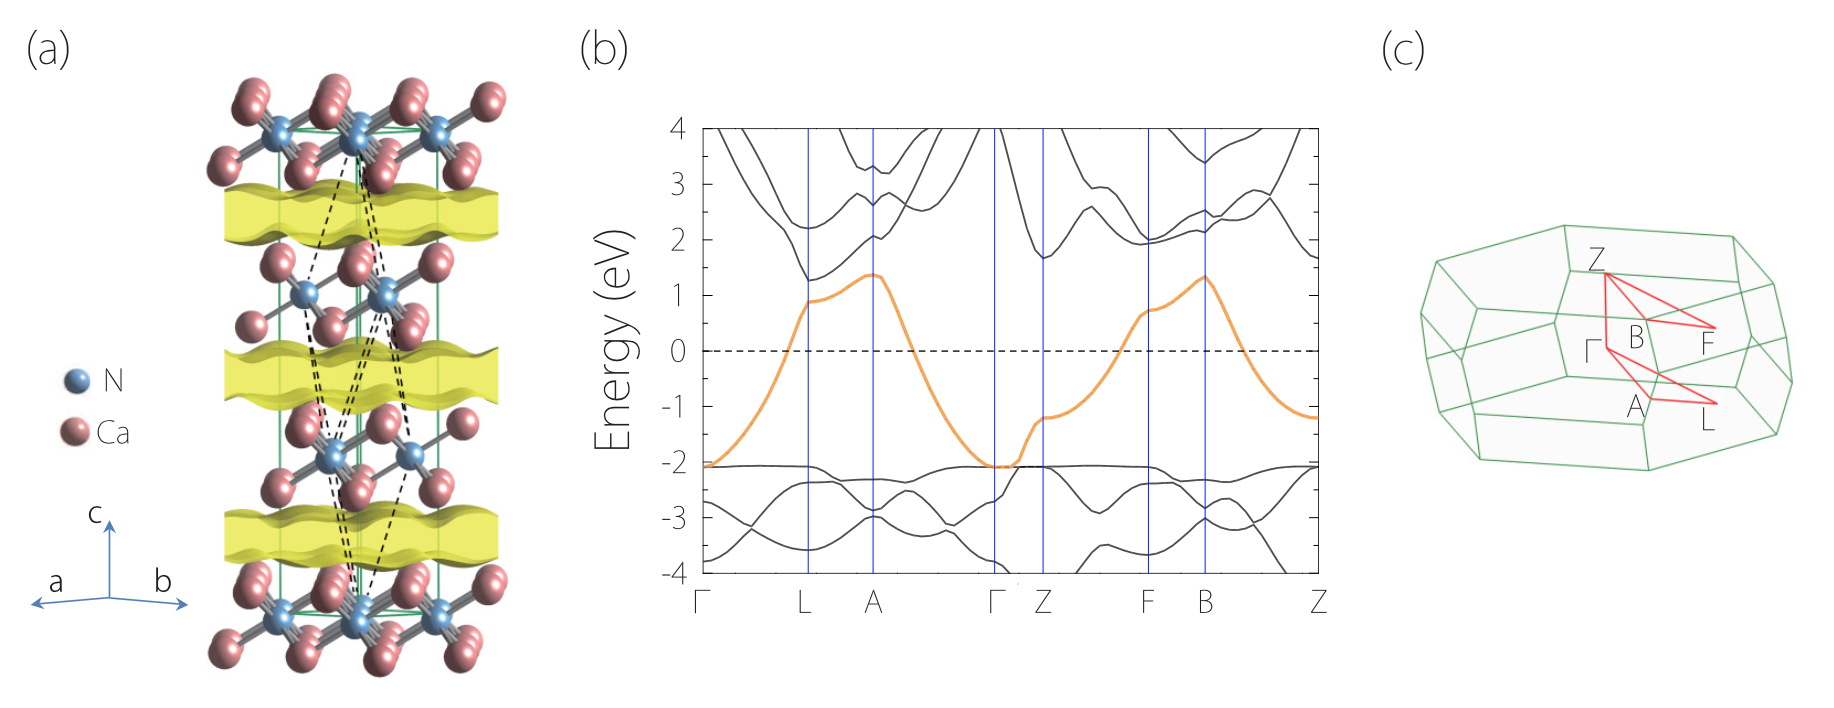 (a)
N
Ca
c
a b
(b)
Energy (eV)
4
3
2
1
0
-1
-2
-3
-4
Γ L A Γ Z F B Z
(c)
Z
B F
Γ
A L